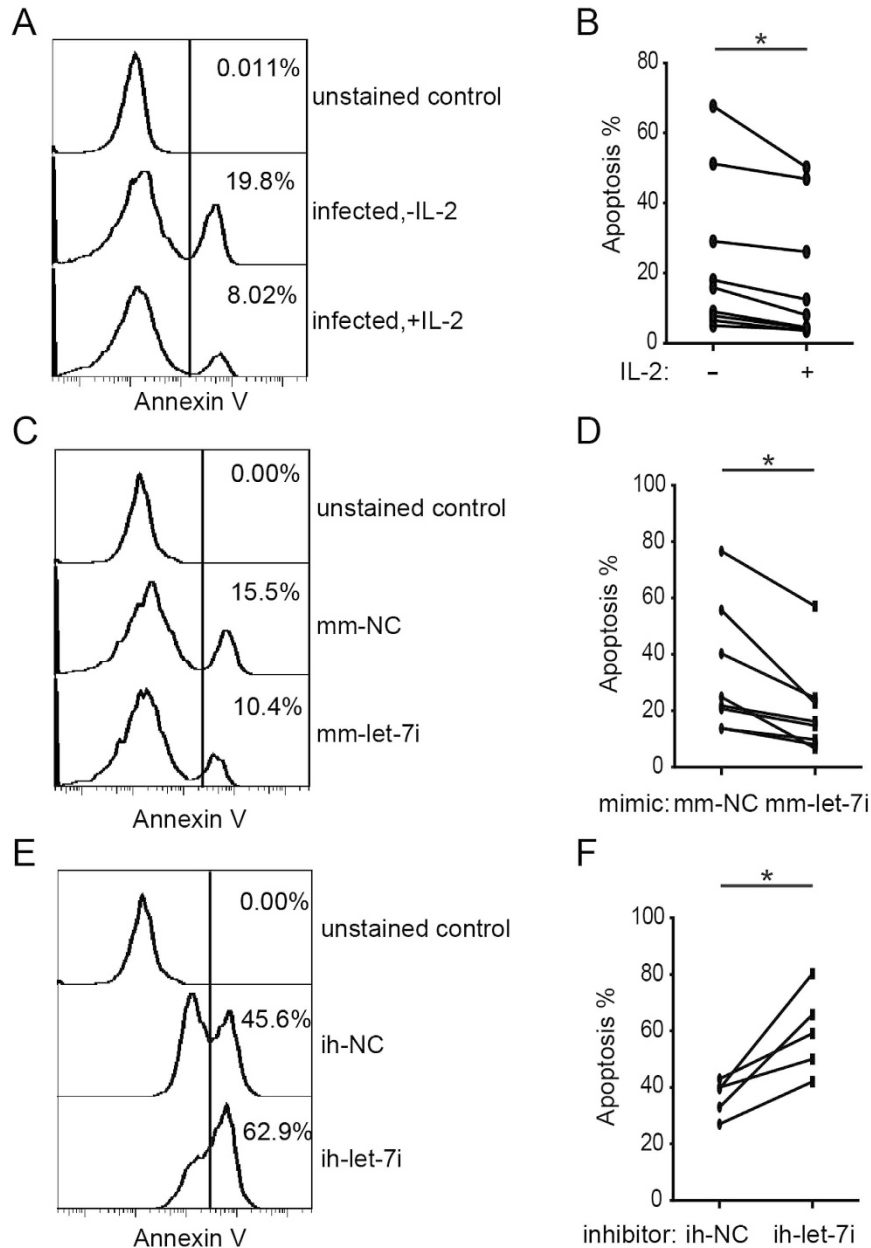 A
0.011%
unstained control
19.8%
infected,-IL-2
8.02%
infected,+IL-2
Annexin V
B
*
80
60
40
20
0
Apoptosis %
IL-2: – +
C
0.00%
unstained control
15.5%
mm-NC
10.4%
mm-let-7i
Annexin V
D
*
100
80
60
40
20
0
Apoptosis %
mimic: mm-NC mm-let-7i
E
0.00%
unstained control
45.6%
ih-NC
62.9%
ih-let-7i
Annexin V
F
*
100
80
60
40
20
0
Apoptosis %
inhibitor: ih-NC ih-let-7i